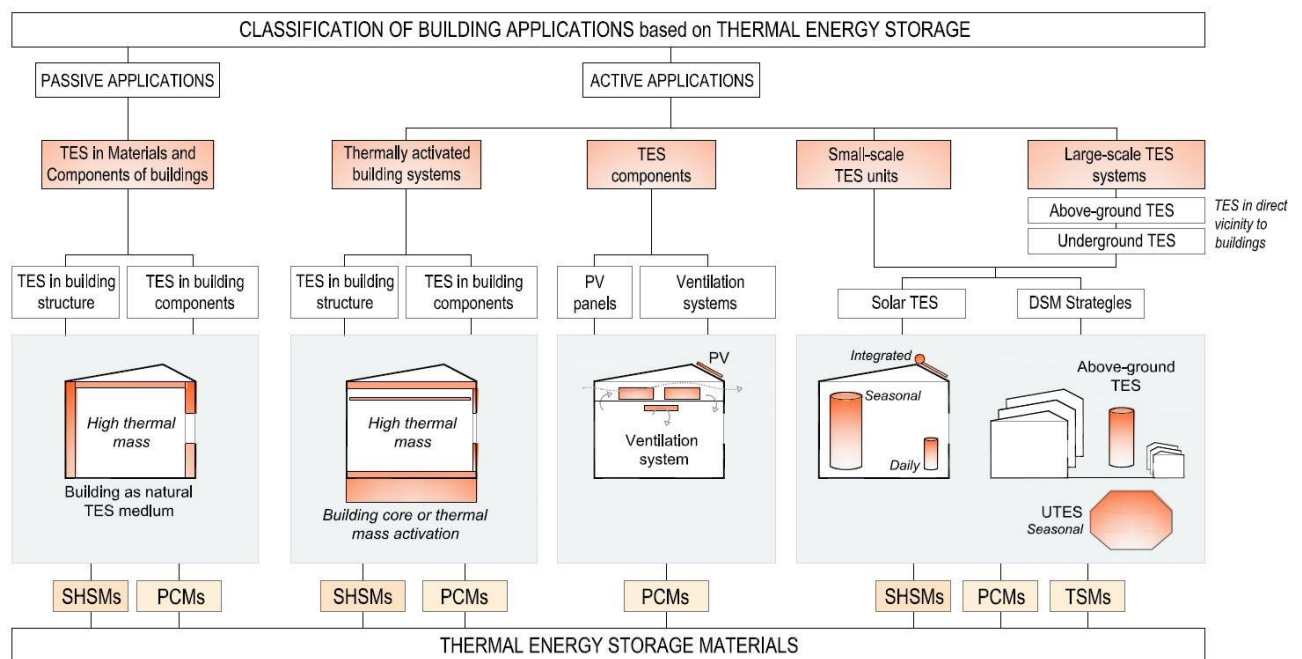 CLASSIFICATION OF BUILDING APPLICATIONS based on THERMAL ENERGY STORAGE
PASSIVE APPLICATIONS
ACTIVE APPLICATIONS
TES in Materials and
Components of buildings
Thermally activated
building systems
TES
components
Small-scale
TES units
Large-scale TES
systems
Above-ground TES
Underground TES
TES in direct
vicinity to
buildings
TES in building
structure
TES in building
components
TES in building
structure
TES in building
components
PV
panels
Ventilation
systems
Solar TES
DSM Strategies
High thermal
mass
Building as natural
TES medium
High thermal
mass
Building core or thermal
mass activation
PV
Ventilation
system
Integrated
Seasonal
Daily
Above-ground
TES
UTES
Seasonal
SHSMs
PCMs
SHSMs
PCMs
PCMs
SHSMs
PCMs
TSMs
THERMAL ENERGY STORAGE MATERIALS